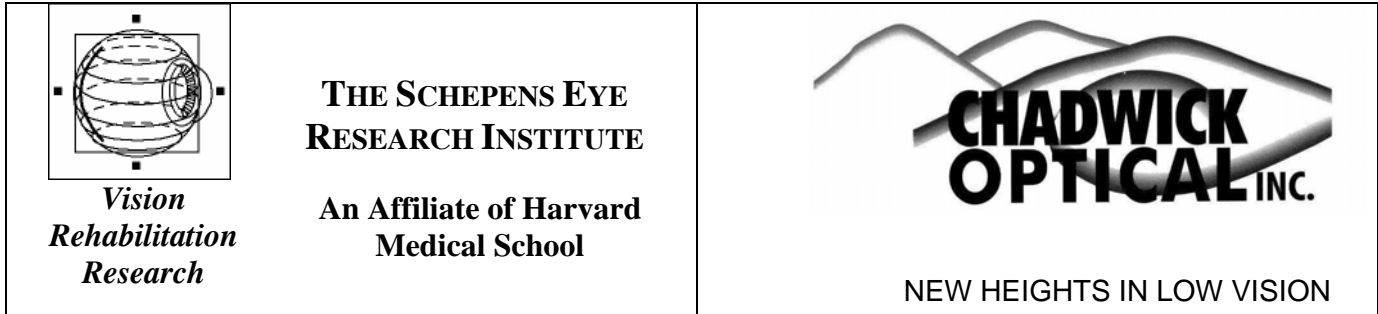 Vision
Rehabilitation
Research
THE SCHEPENS EYE
RESEARCH INSTITUTE
An Affiliate of Harvard
Medical School
CHADWICK
OPTICAL INC.
NEW HEIGHTS IN LOW VISION